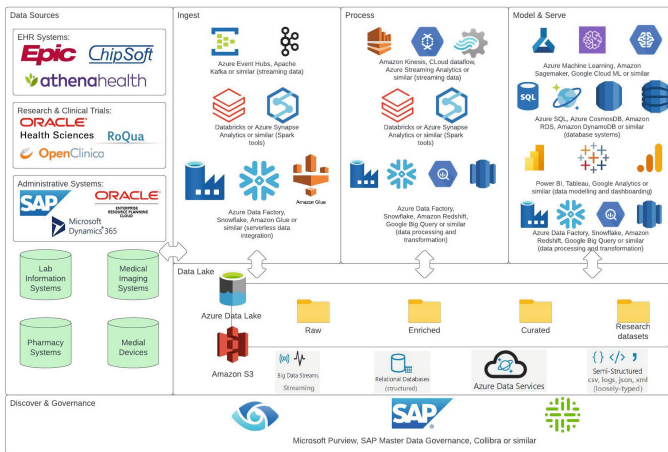 Data Sources
EHR Systems:
Epic
ChipSoft
athenahealth
Research & Clinical Trials:
ORACLE
Health Sciences
RoQua
OpenClinica
Administrative Systems:
SAP
ORACLE
ENTERPRISE
RESOURCE PLANNING
CLOUD
Microsoft
Dynamics 365
Lab
Information
Systems
Medical
Imaging
Systems
Pharmacy
Systems
Medial
Devices
Ingest
Azure Event Hubs, Apache
Kafka or similar (streaming data)
Databricks or Azure Synapse
Analytics or similar (Spark
tools)
Amazon Glue
Azure Data Factory,
Snowflake, Amazon Glue or
similar (serverless data
integration)
Process
Amazon Kinesis, CLoud dataflow,
Azure Streaming Analytics or
similar (streaming data)
Databricks or Azure Synapse
Analytics or similar (Spark
tools)
Azure Data Factory,
Snowflake, Amazon Redshift,
Google Big Query or similar
(data processing and
transformation)
Model & Serve
Azure Machine Learning, Amazon
Sagemaker, Google Cloud ML or similar
SQL
Azure SQL, Azure CosmosDB, Amazon
RDS, Amazon DynamoDB or similar
(database systems)
Power BI, Tableau, Google Analytics or
similar (data modelling and dashboarding)
Azure Data Factory, Snowflake, Amazon
Redshift, Google Big Query or similar
(data processing and transformation)
Data Lake
Azure Data Lake
Amazon S3
Raw
Enriched
Curated
Research
datasets
Big Data Streams
Streaming
Relational Databases
(structured)
Azure Data Services
{ } </> ,
Semi-Structured
csv, logs, json, xml
(loosely-typed)
Discover & Governance
SAP
Microsoft Purview, SAP Master Data Governance, Collibra or similar